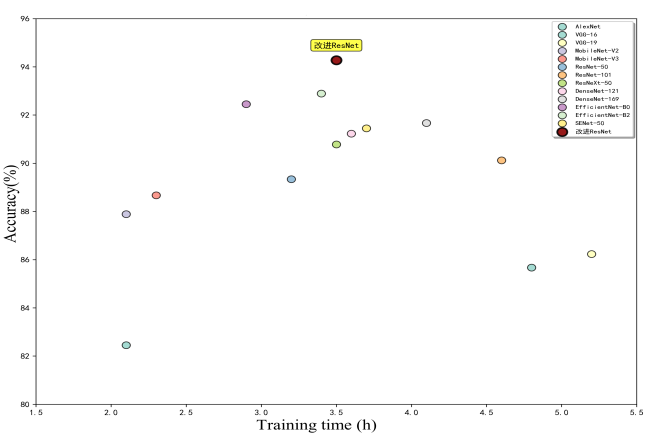 96
94
92
90
88
86
84
82
80
Accuracy(%)
改进ResNet
AlexNet
VGG-16
VGG-19
MobileNet-V2
MobileNet-V3
ResNet-50
ResNet-101
ResNeXt-50
DenseNet-121
DenseNet-169
EfficientNet-B0
EfficientNet-B2
SENet-50
改进ResNet
1.5
2.0
2.5
3.0
3.5
4.0
4.5
5.0
5.5
Training time (h)